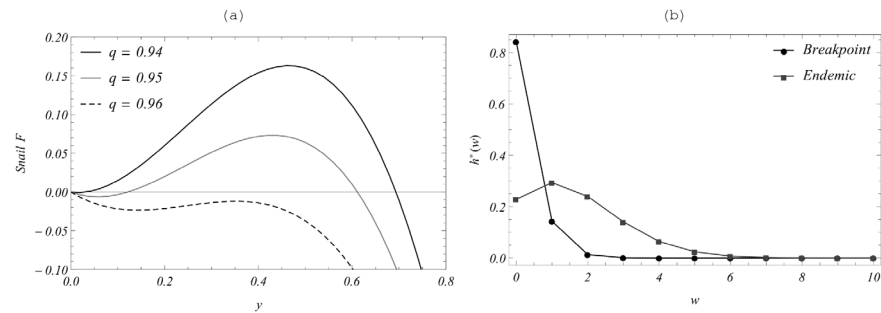 (a)
q = 0.94
q = 0.95
q = 0.96
Snail F
0.20
0.15
0.10
0.05
0.00
−0.05
−0.10
0.0 0.2 0.4 0.6 0.8
y
(b)
Breakpoint
Endemic
h*(w)
0.8
0.6
0.4
0.2
0.0
0 2 4 6 8 10
w